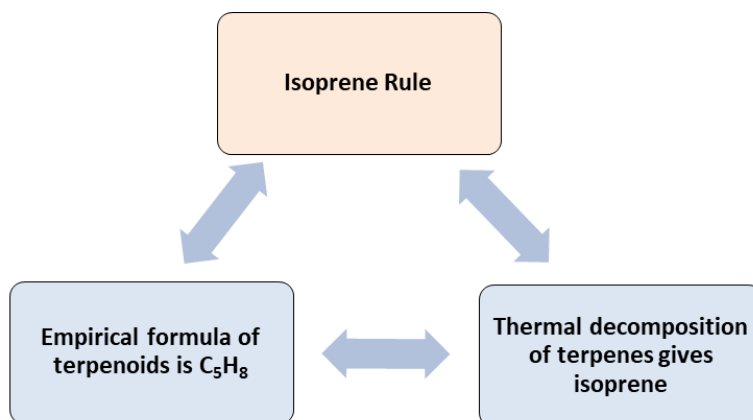 Isoprene Rule
Empirical formula of
terpenoids is C₅H₈
Thermal decomposition
of terpenes gives
isoprene